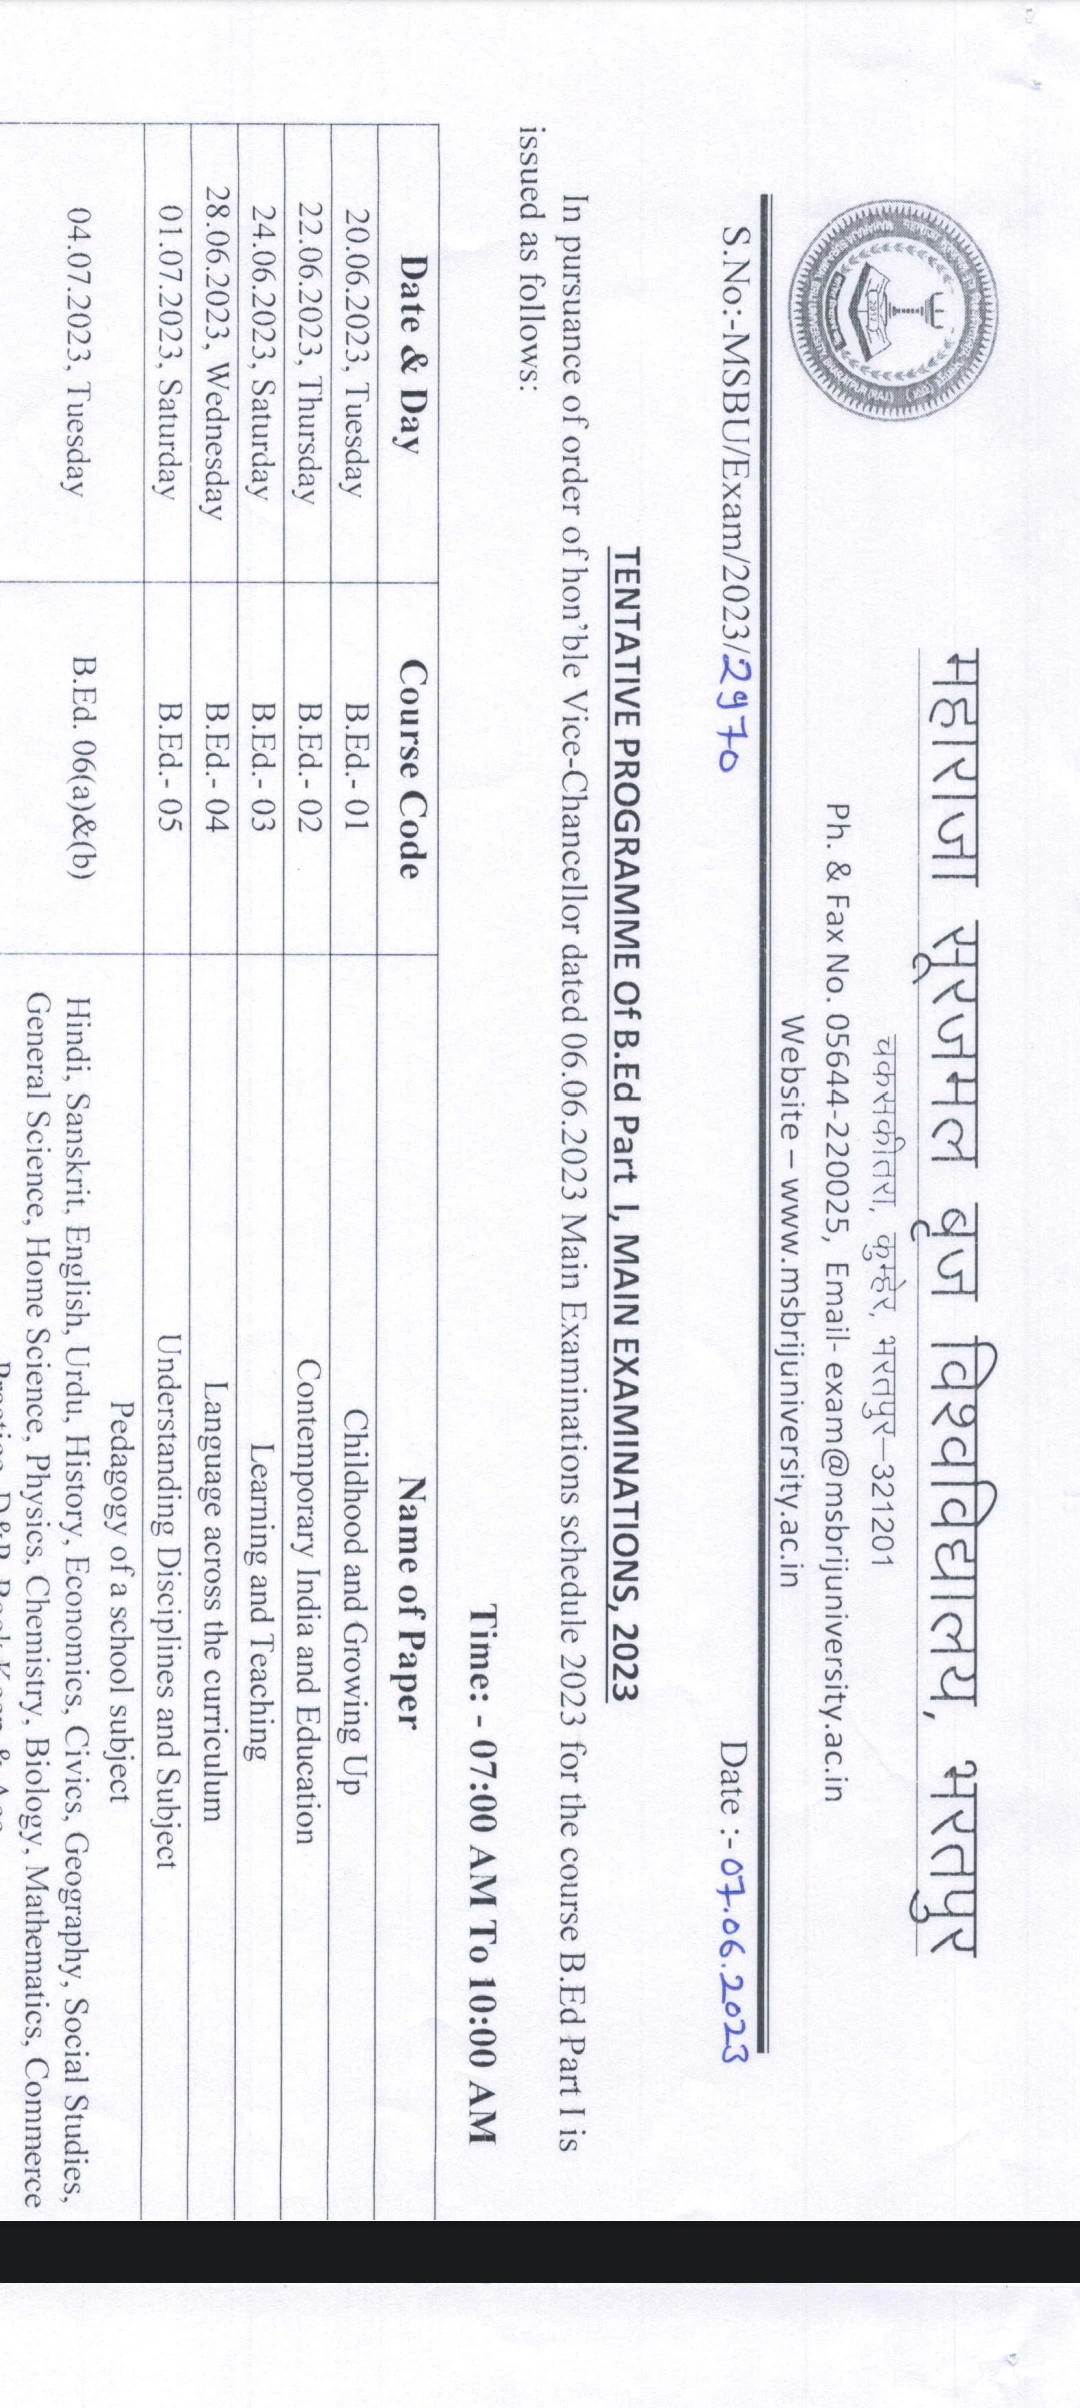 महाराजा सूरजमल बृज विश्वविद्यालय, भरतपुर
चकसकीतरा, कुम्हेर, भरतपुर–321201
Ph. & Fax No. 05644-220025, Email- exam@msbrijuniversity.ac.in
Website – www.msbrijuniversity.ac.in
S.No:-MSBU/Exam/2023/2970 Date :- 07.06.2023
TENTATIVE PROGRAMME Of B.Ed Part I, MAIN EXAMINATIONS, 2023
In pursuance of order of hon’ble Vice-Chancellor dated 06.06.2023 Main Examinations schedule 2023 for the course B.Ed Part I is
issued as follows:
Time: - 07:00 AM To 10:00 AM
Date & Day Course Code Name of Paper
20.06.2023, Tuesday B.Ed.- 01 Childhood and Growing Up
22.06.2023, Thursday B.Ed.- 02 Contemporary India and Education
24.06.2023, Saturday B.Ed.- 03 Learning and Teaching
28.06.2023, Wednesday B.Ed.- 04 Language across the curriculum
01.07.2023, Saturday B.Ed.- 05 Understanding Disciplines and Subject
Pedagogy of a school subject
04.07.2023, Tuesday B.Ed. 06(a)&(b) Hindi, Sanskrit, English, Urdu, History, Economics, Civics, Geography, Social Studies,
General Science, Home Science, Physics, Chemistry, Biology, Mathematics, Commerce